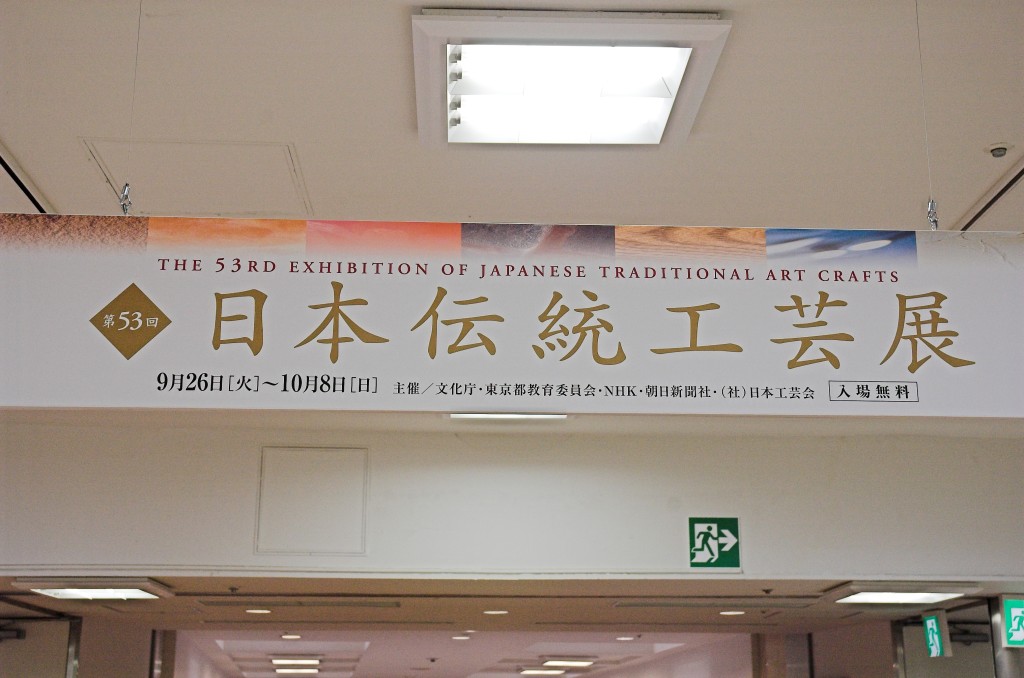 THE 53RD EXHIBITION OF JAPANESE TRADITIONAL ART CRAFTS
第53回 日本伝統工芸展
9月26日[火]〜10月8日[日] 主催／文化庁・東京都教育委員会・NHK・朝日新聞社・(社)日本工芸会 入場無料